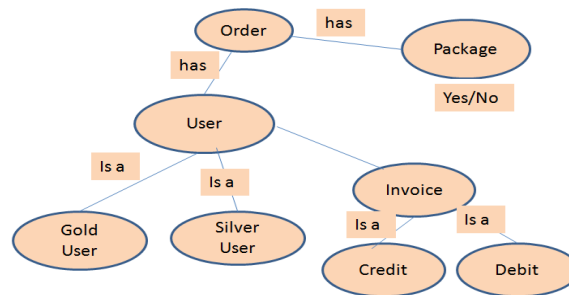 Order
has
Package
has
Yes/No
User
Is a
Is a
Invoice
Gold
User
Silver
User
Is a
Is a
Credit
Debit